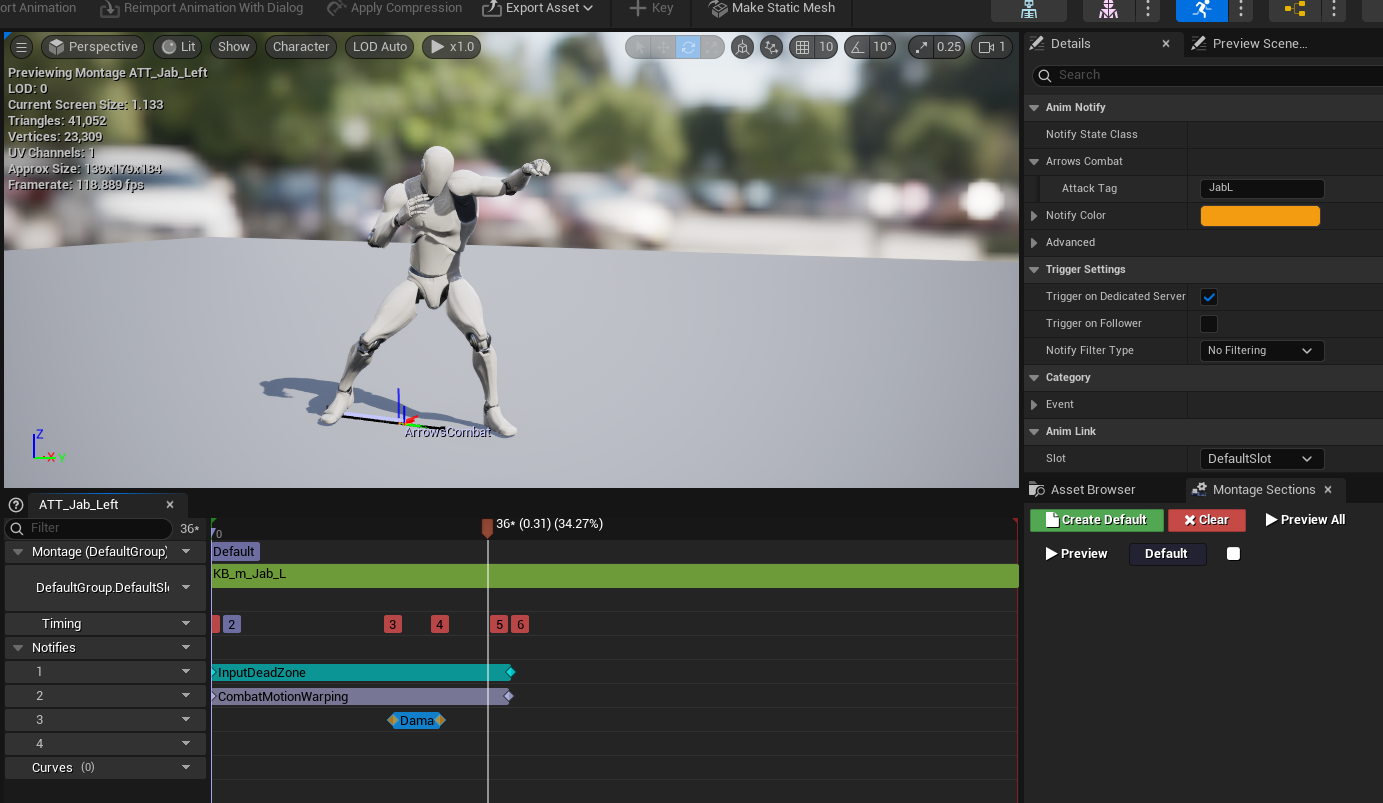 ort Animation
Reimport Animation With Dialog
Apply Compression
Export Asset
Key
Make Static Mesh
Perspective
Lit
Show
Character
LOD Auto
x1.0
10
10°
0.25
1
Previewing Montage ATT_Jab_Left
LOD: 0
Current Screen Size: 1.133
Triangles: 41,052
Vertices: 23,309
UV Channels: 1
Approx Size: 139x179x184
Framerate: 118.889 fps
ArrowsCombat
Z
X
Y
Details
Preview Scene...
Search
Anim Notify
Notify State Class
Arrows Combat
Attack Tag
JabL
Notify Color
Advanced
Trigger Settings
Trigger on Dedicated Server
Trigger on Follower
Notify Filter Type
No Filtering
Category
Event
Anim Link
Slot
DefaultSlot
Asset Browser
Montage Sections
Create Default
Clear
Preview All
Preview
Default
ATT_Jab_Left
Filter
36*
0
36* (0.31) (34.27%)
Montage (DefaultGroup)
Default
DefaultGroup.DefaultSl
KB_m_Jab_L
Timing
2
3
4
5
6
Notifies
1
InputDeadZone
2
CombatMotionWarping
3
Dama
4
Curves (0)